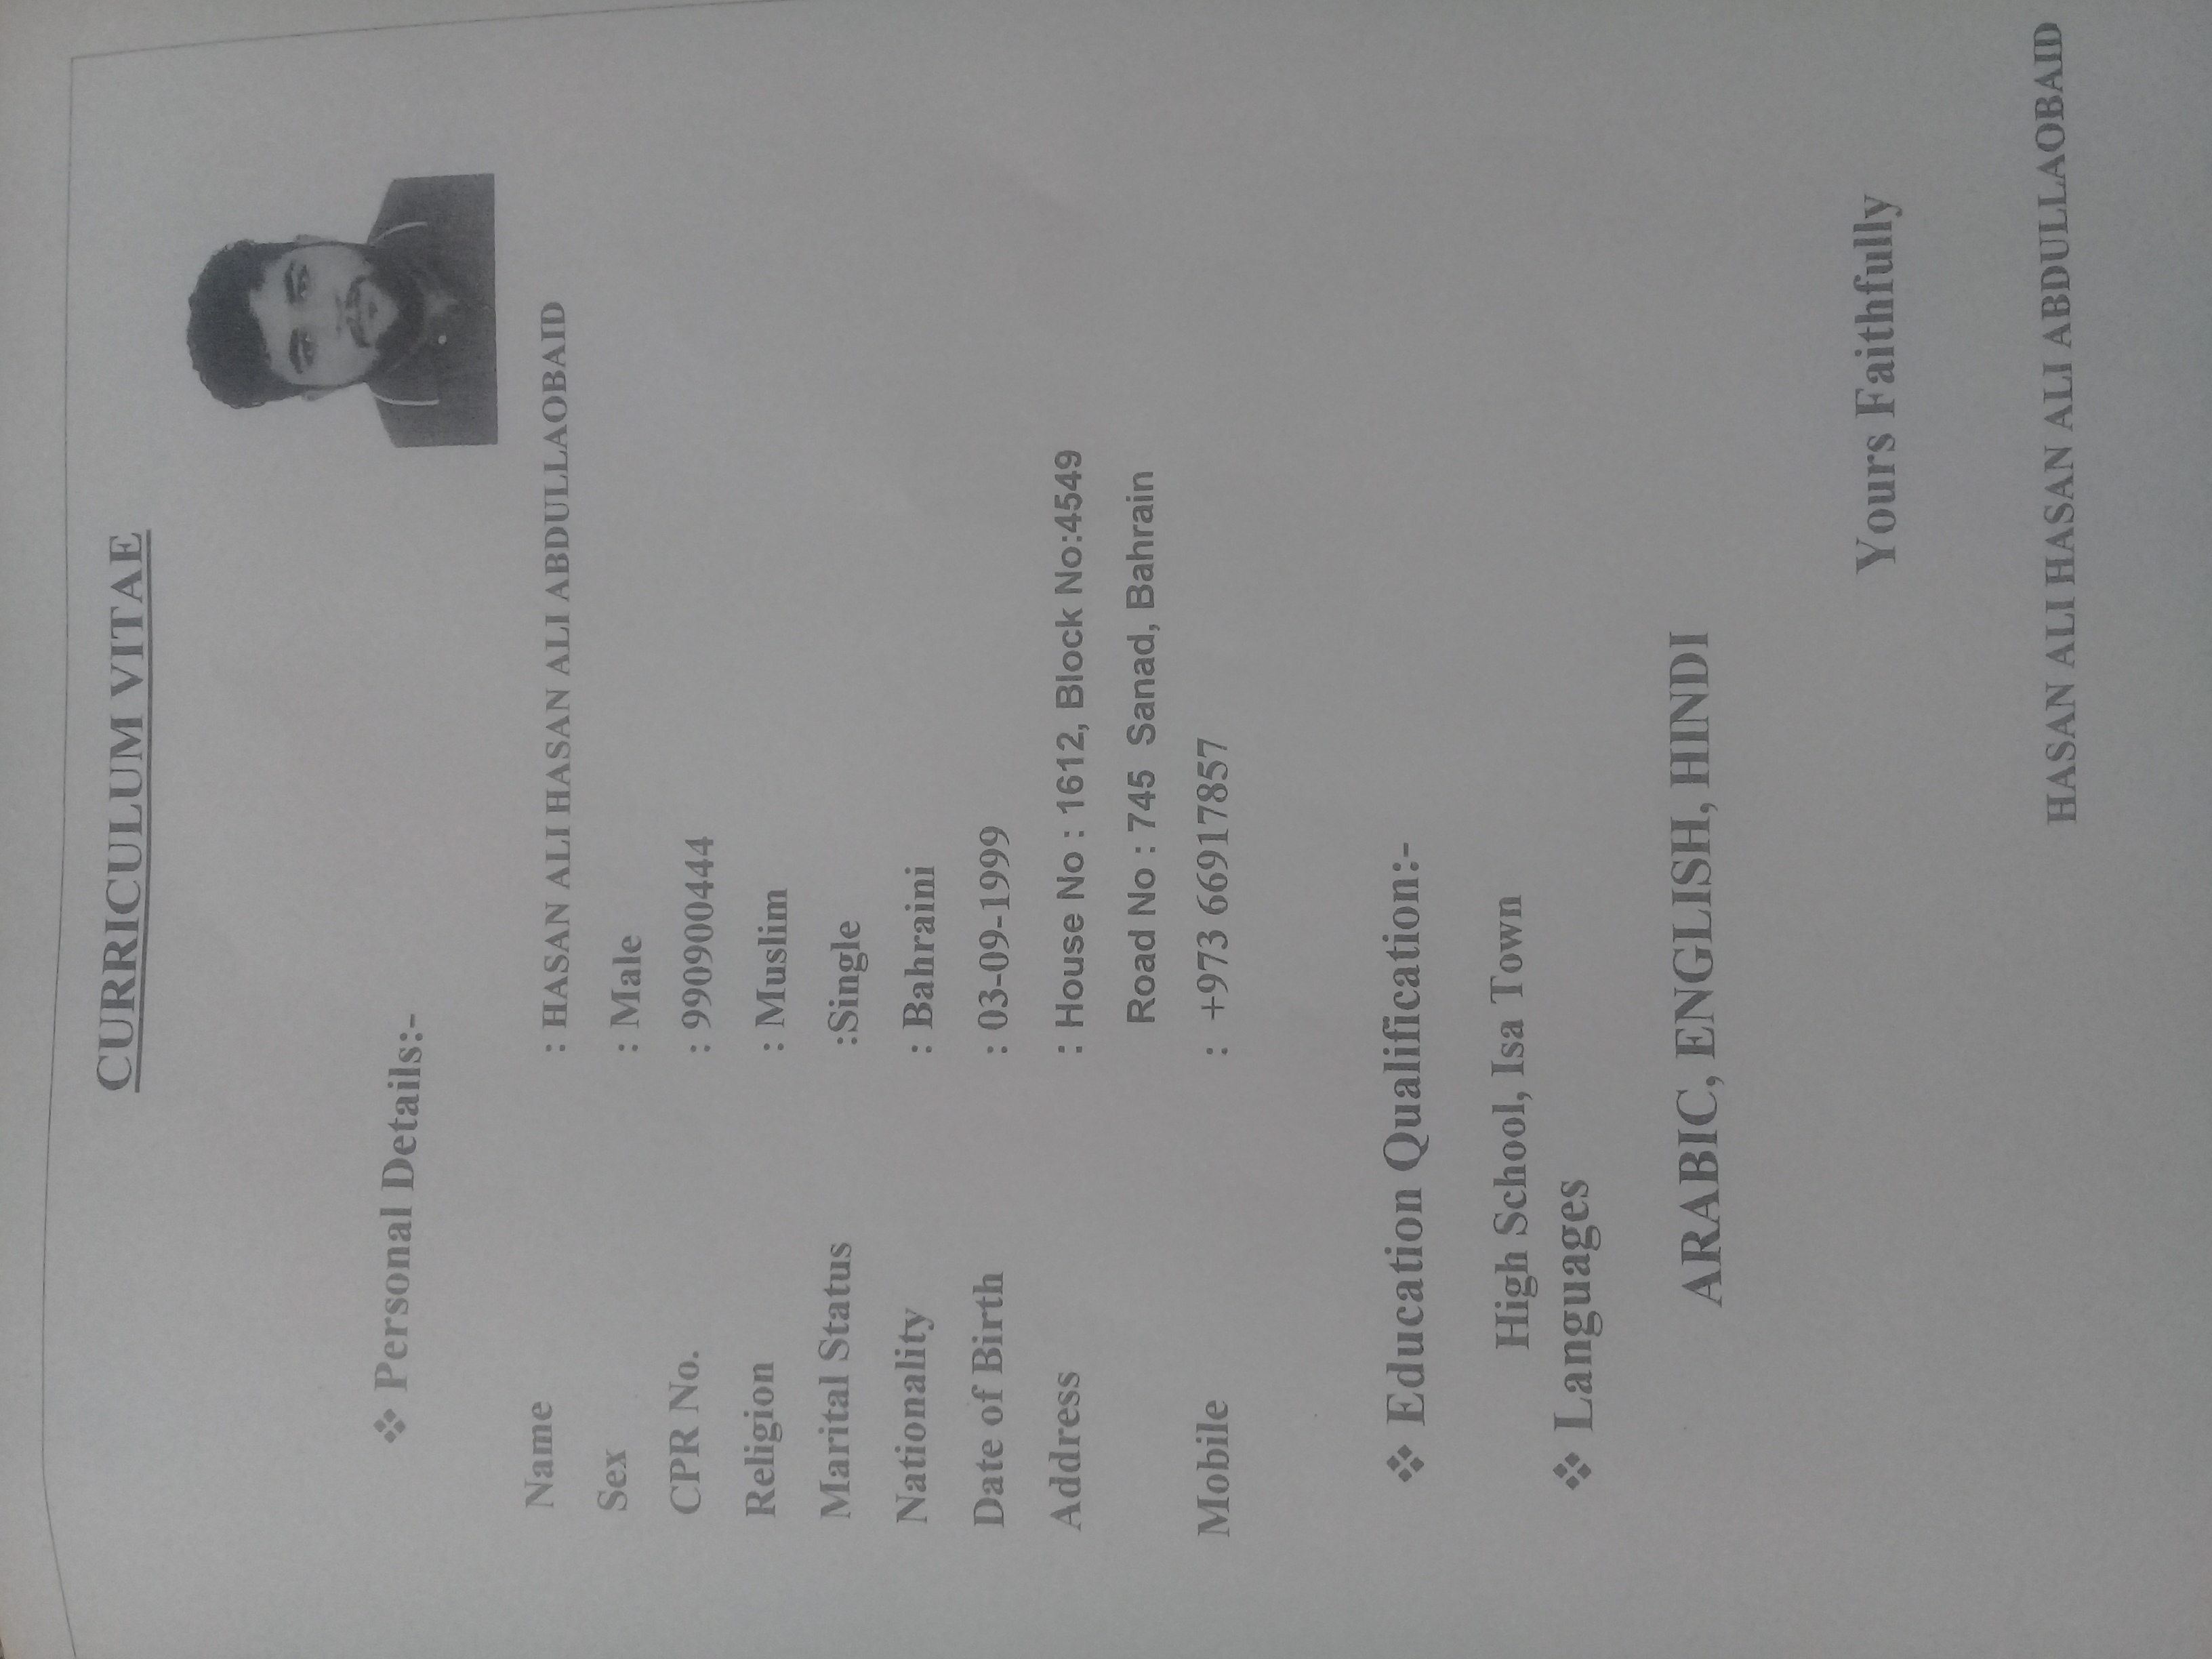 CURRICULUM VITAE
❖ Personal Details:-
Name : HASAN ALI HASAN ALI ABDULLAOBAID
Sex : Male
CPR No. : 990900444
Religion : Muslim
Marital Status :Single
Nationality : Bahraini
Date of Birth : 03-09-1999
Address : House No : 1612, Block No:4549
Road No : 745 Sanad, Bahrain
Mobile : +973 66917857
❖ Education Qualification:-
High School, Isa Town
❖ Languages
ARABIC, ENGLISH, HINDI
Yours Faithfully
HASAN ALI HASAN ALI ABDULLAOBAID